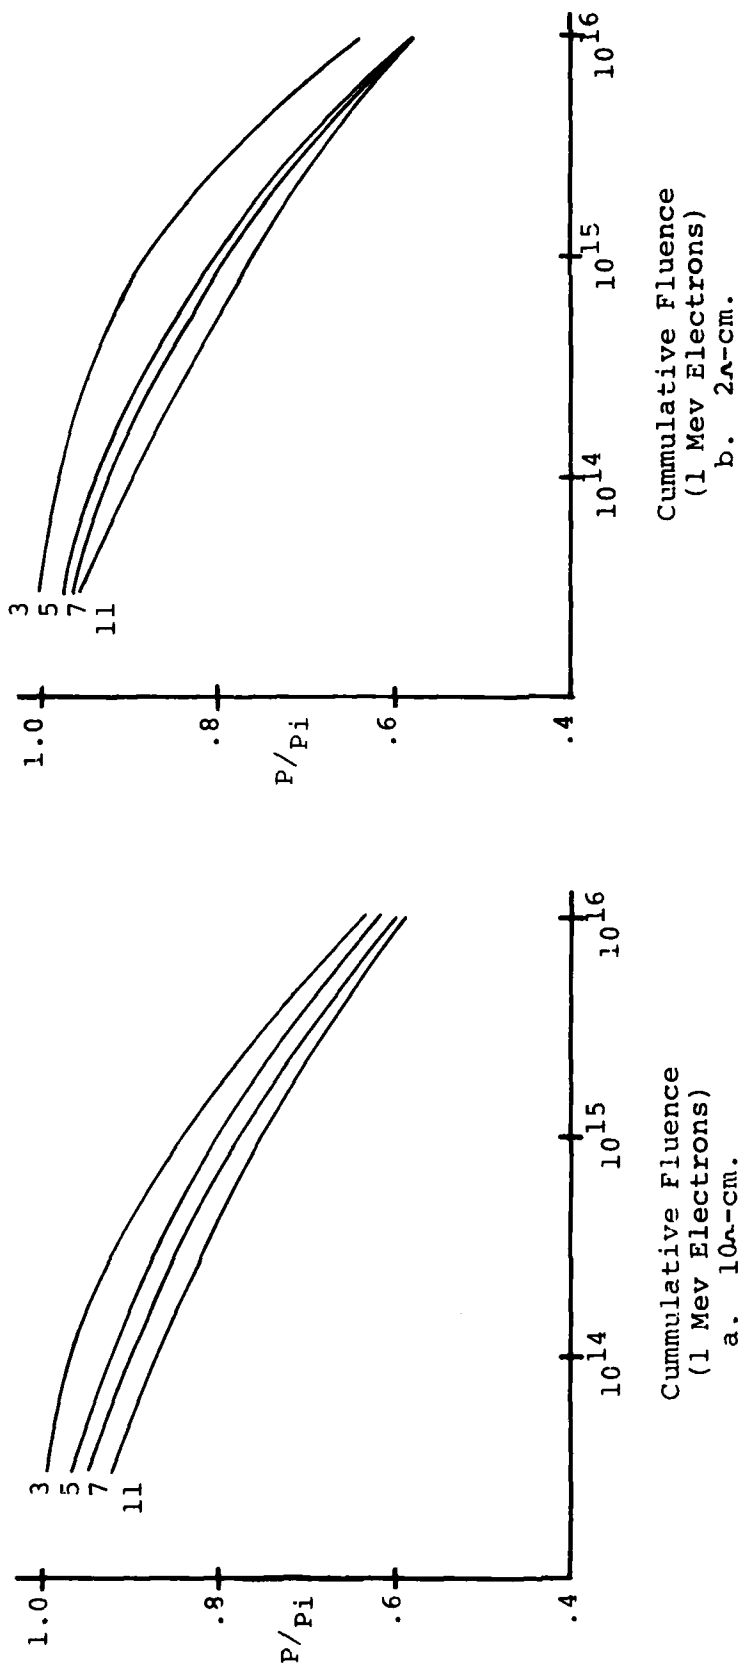 1.0
.8
P/Pi
.6
.4
3
5
7
11
10^14
10^15
10^16
Cummulative Fluence
(1 Mev Electrons)
a. 10Λ-cm.
1.0
.8
P/Pi
.6
.4
3
5
7
11
10^14
10^15
10^16
Cummulative Fluence
(1 Mev Electrons)
b. 2Λ-cm.